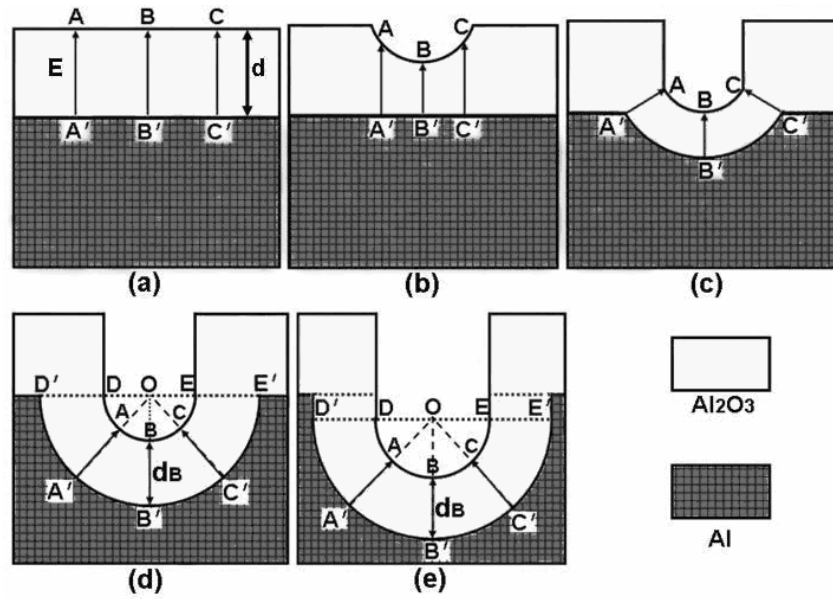 A B C
E d
A′ B′ C′
(a)
A B C
A′ B′ C′
(b)
A B C
A′ B′ C′
(c)
D′ D O E E′
A B C
dB
A′ B′ C′
(d)
D′ D O E E′
A B C
dB
A′ B′ C′
(e)
Al2O3
Al